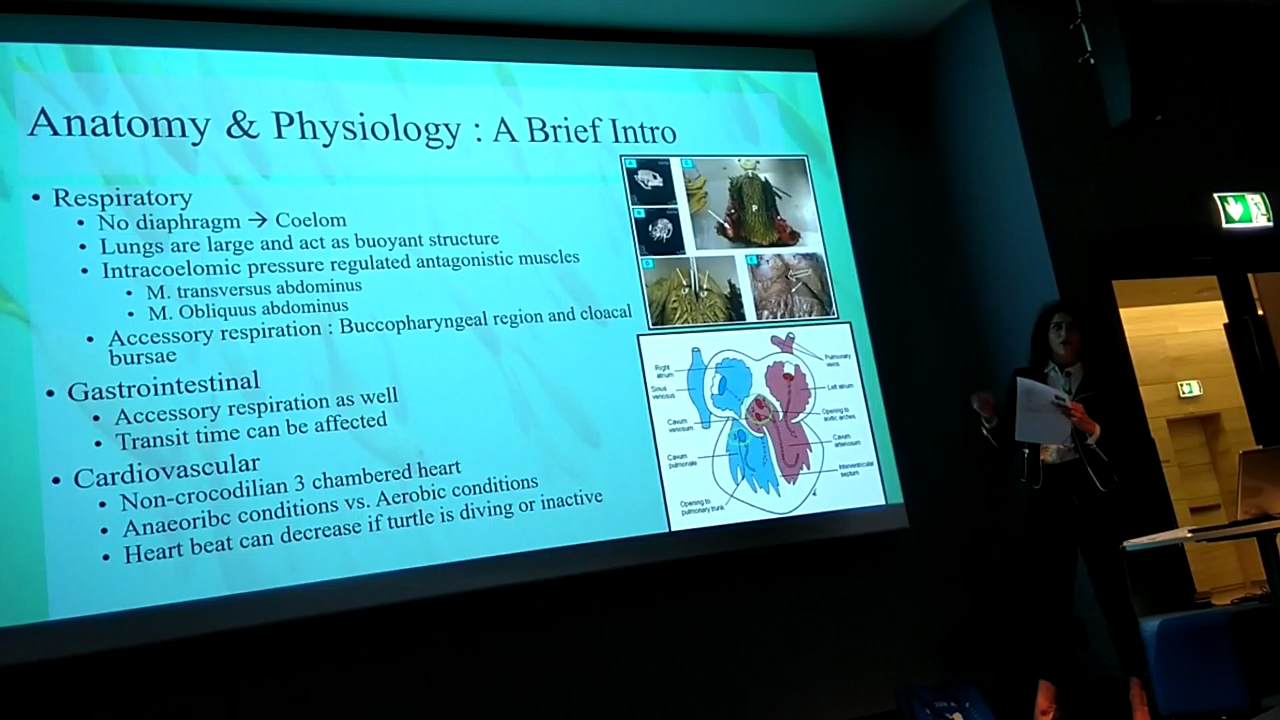 Anatomy & Physiology : A Brief Intro
• Respiratory
• No diaphragm → Coelom
• Lungs are large and act as buoyant structure
• Intracoelomic pressure regulated antagonistic muscles
• M. transversus abdominus
• M. Obliquus abdominus
• Accessory respiration : Buccopharyngeal region and cloacal
bursae
• Gastrointestinal
• Accessory respiration as well
• Transit time can be affected
• Cardiovascular
• Non-crocodilian 3 chambered heart
• Anaeoribc conditions vs. Aerobic conditions
• Heart beat can decrease if turtle is diving or inactive
A
B
C
D
E
P
Right
atrium
Sinus
venosus
Cavum
venosum
Cavum
pulmonale
Opening to
pulmonary trunk
Pulmonary
veins
Left atrium
Opening to
aortic arches
Cavum
arteriosum
Interventricular
septum